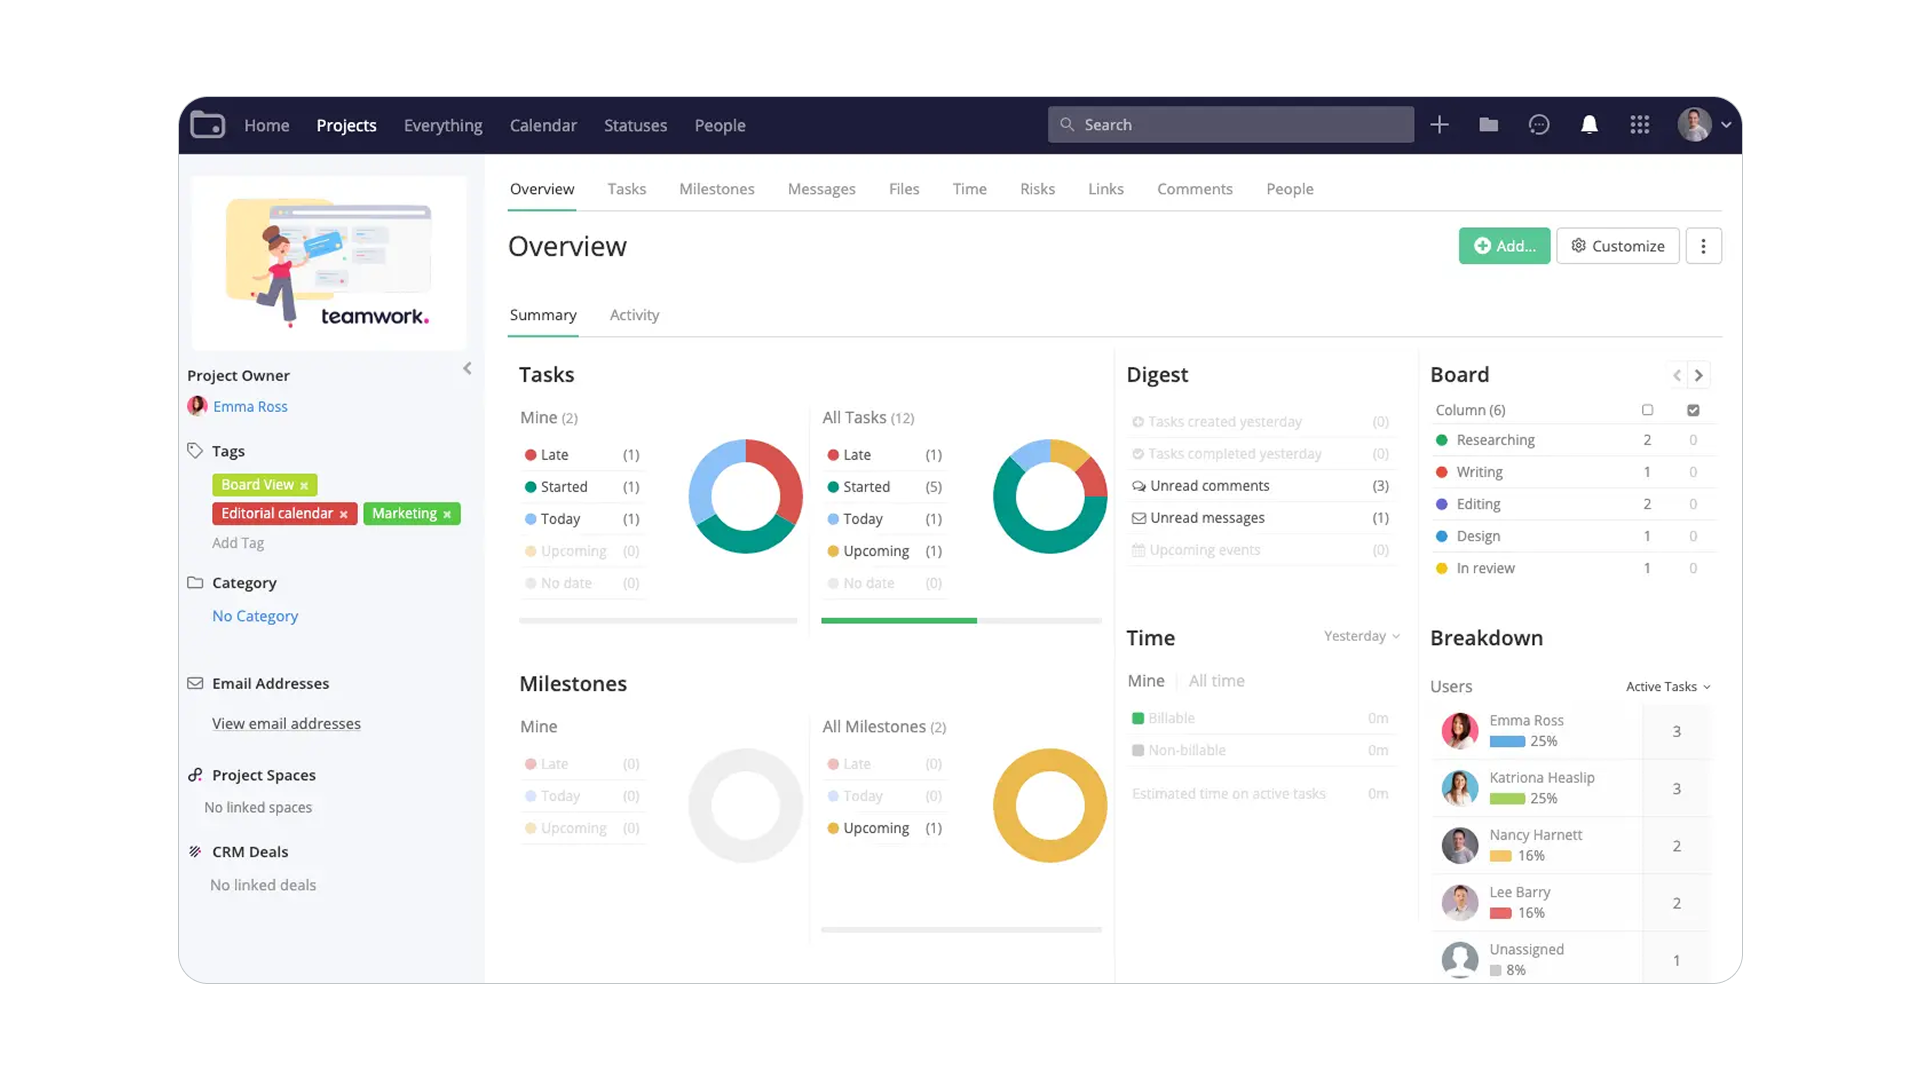 Home Projects Everything Calendar Statuses People Search
teamwork.
Project Owner
Emma Ross
Tags
Board View ×
Editorial calendar × Marketing ×
Add Tag
Category
No Category
Email Addresses
View email addresses
Project Spaces
No linked spaces
CRM Deals
No linked deals
Overview Tasks Milestones Messages Files Time Risks Links Comments People
Overview
Add... Customize
Summary Activity
Tasks
Mine (2)
Late (1)
Started (1)
Today (1)
Upcoming (0)
No date (0)
All Tasks (12)
Late (1)
Started (5)
Today (1)
Upcoming (1)
No date (0)
Milestones
Mine
Late (0)
Today (0)
Upcoming (0)
All Milestones (2)
Late (0)
Today (0)
Upcoming (1)
Digest
Tasks created yesterday (0)
Tasks completed yesterday (0)
Unread comments (3)
Unread messages (1)
Upcoming events (0)
Time Yesterday
Mine All time
Billable 0m
Non-billable 0m
Estimated time on active tasks 0m
Board
Column (6)
Researching 2 0
Writing 1 0
Editing 2 0
Design 1 0
In review 1 0
Breakdown
Users Active Tasks
Emma Ross
25% 3
Katriona Heaslip
25% 3
Nancy Harnett
16% 2
Lee Barry
16% 2
Unassigned
8% 1